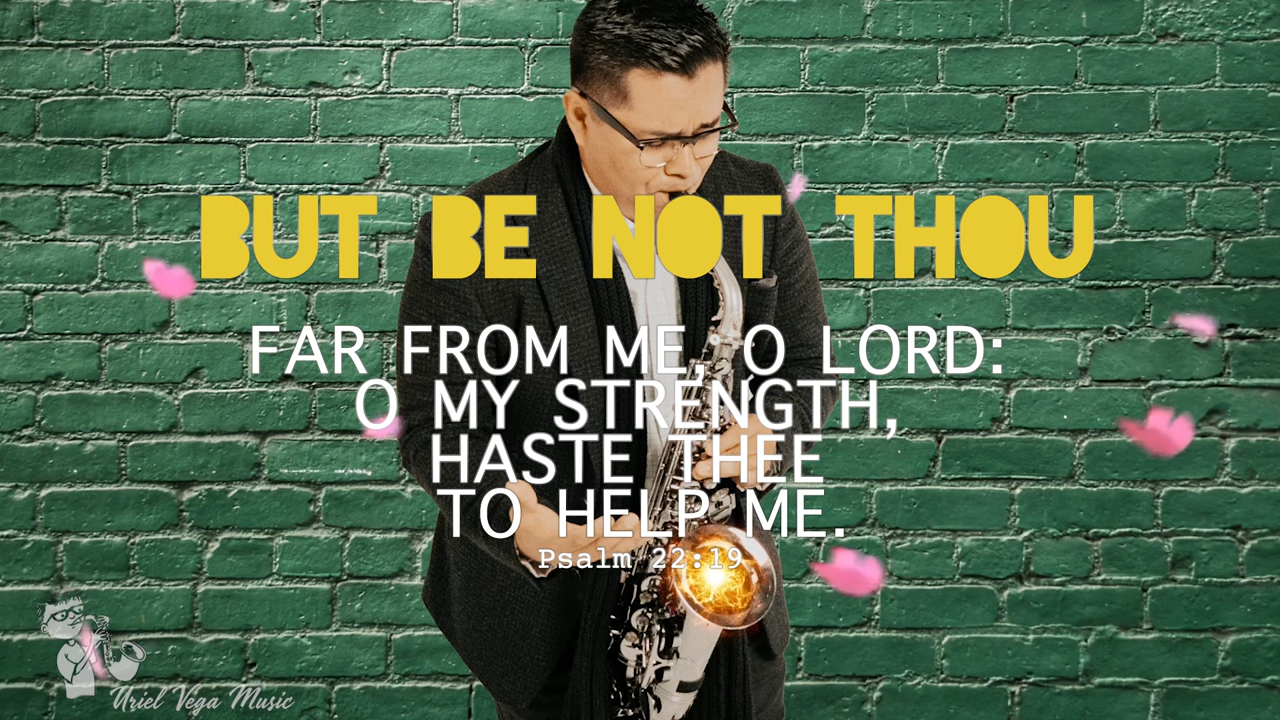 BUT BE NOT THOU
FAR FROM ME, O LORD:
O MY STRENGTH,
HASTE THEE
TO HELP ME.
Psalm 22:19
Uriel Vega Music